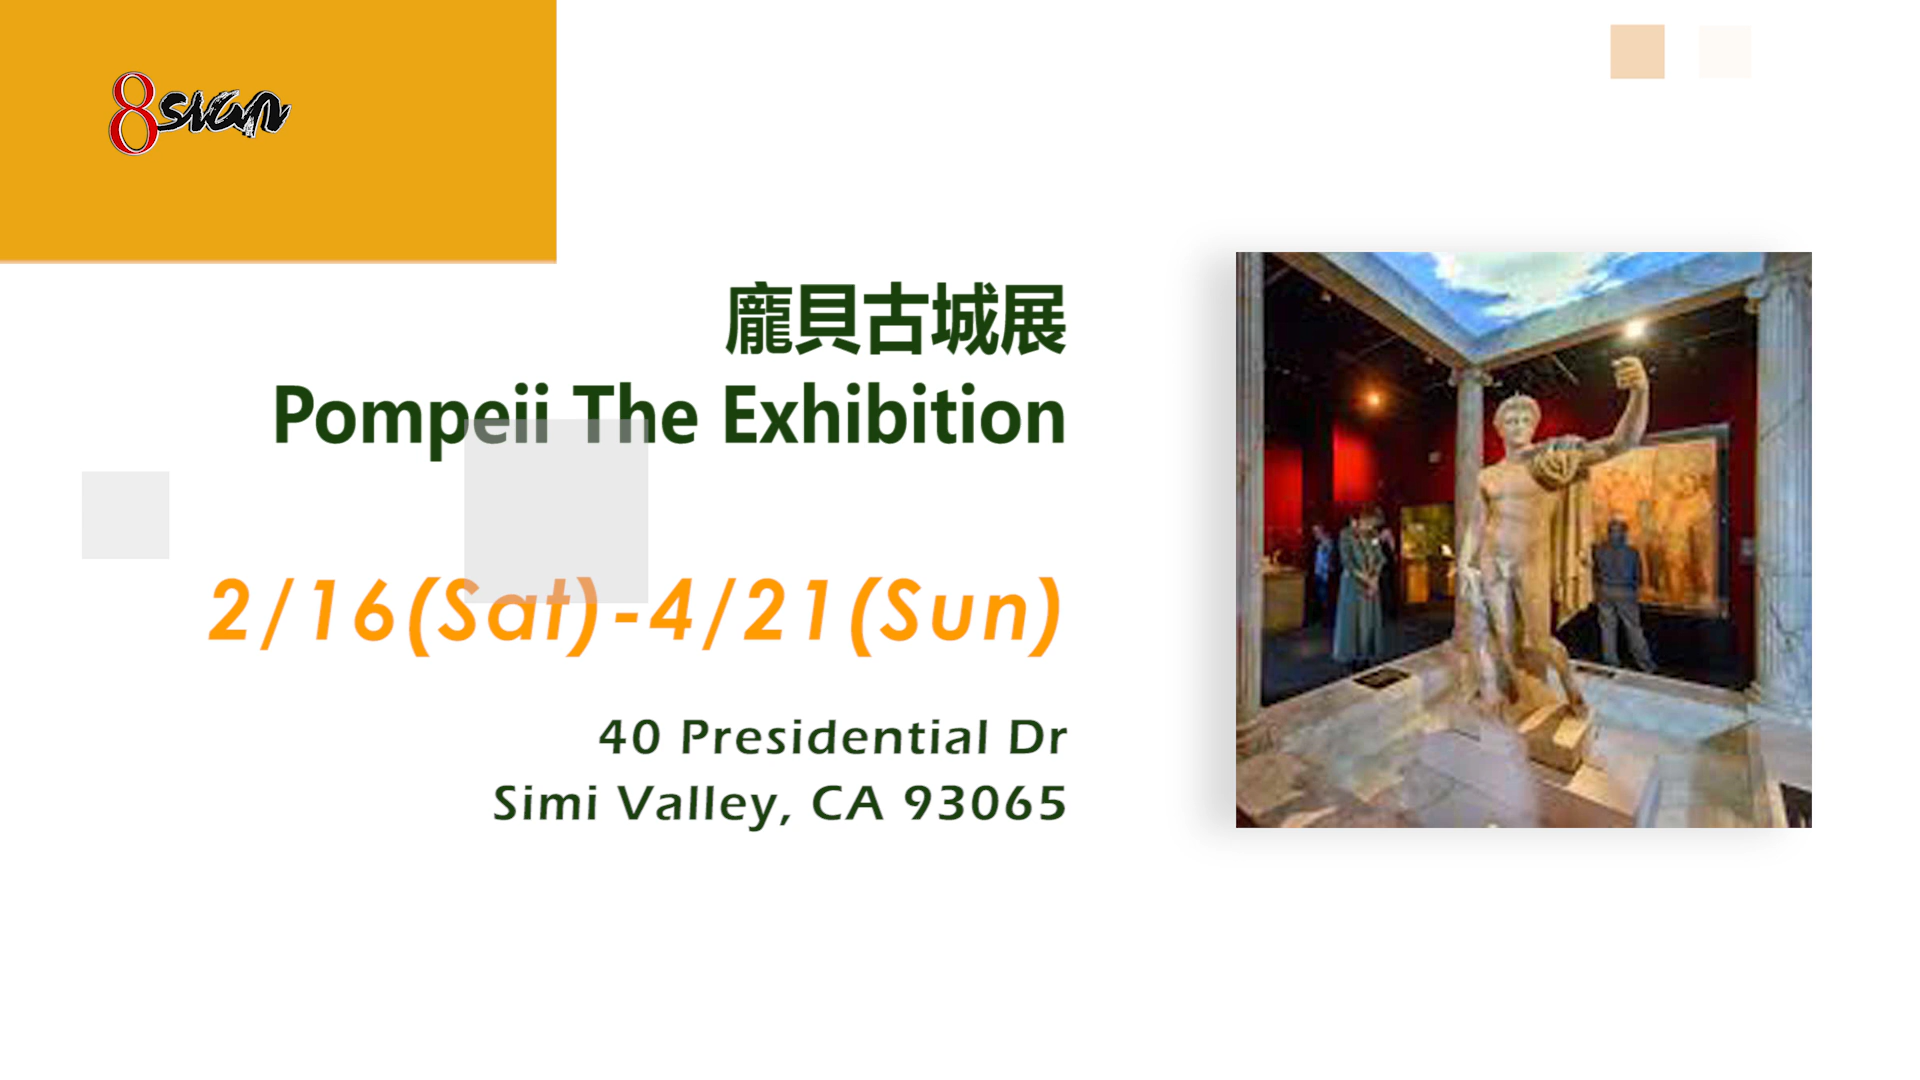 8sian
龐貝古城展
Pompeii The Exhibition
2/16(Sat)-4/21(Sun)
40 Presidential Dr
Simi Valley, CA 93065